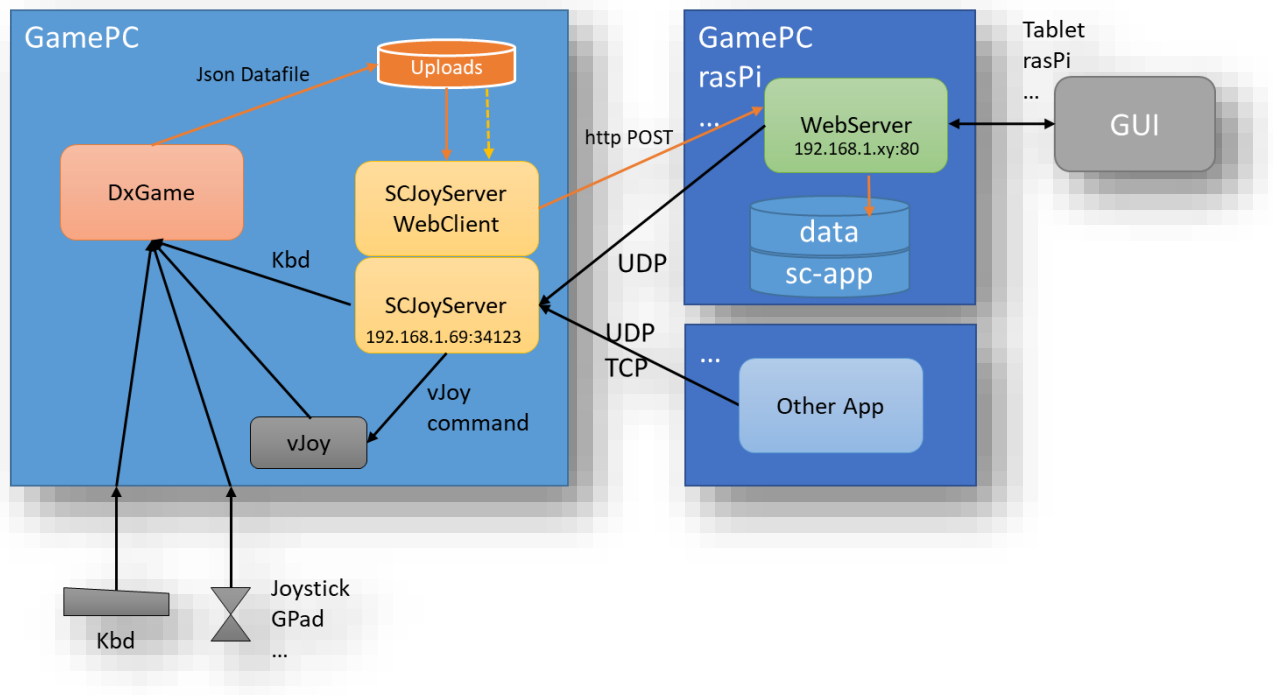 GamePC
Json Datafile
Uploads
DxGame
SCJoyServer
WebClient
Kbd
SCJoyServer
192.168.1.69:34123
vJoy
command
vJoy
Kbd
Joystick
GPad
...
http POST
UDP
UDP
TCP
GamePC
rasPi
...
WebServer
192.168.1.xy:80
data
sc-app
...
Other App
Tablet
rasPi
...
GUI